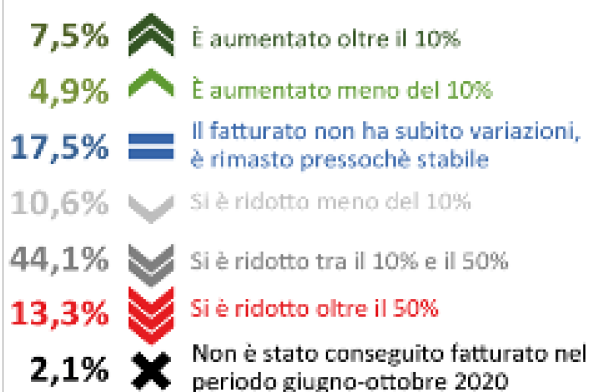 7,5% È aumentato oltre il 10%
4,9% È aumentato meno del 10%
17,5% Il fatturato non ha subito variazioni,
è rimasto pressochè stabile
10,6% Si è ridotto meno del 10%
44,1% Si è ridotto tra il 10% e il 50%
13,3% Si è ridotto oltre il 50%
2,1% Non è stato conseguito fatturato nel
periodo giugno-ottobre 2020